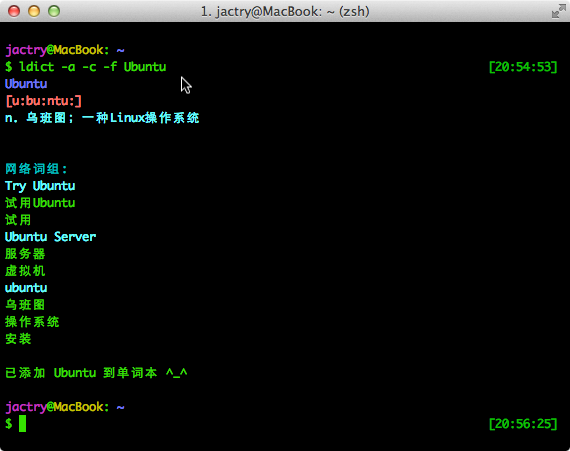 1. jactry@MacBook: ~ (zsh)
jactry@MacBook: ~
$ ldict -a -c -f Ubuntu [20:54:53]
Ubuntu
[u:bu:ntu:]
n. 乌班图; 一种Linux操作系统
网络词组:
Try Ubuntu
试用Ubuntu
试用
Ubuntu Server
服务器
虚拟机
ubuntu
乌班图
操作系统
安装
已添加 Ubuntu 到单词本 ^_^
jactry@MacBook: ~
$ [20:56:25]